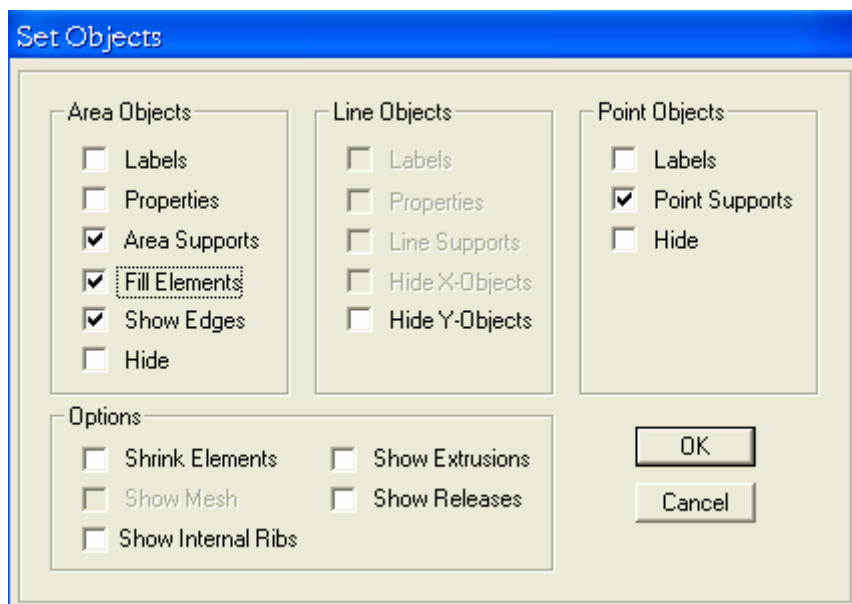 Set Objects
Area Objects
Labels
Properties
Area Supports
Fill Elements
Show Edges
Hide
Line Objects
Labels
Properties
Line Supports
Hide X-Objects
Hide Y-Objects
Point Objects
Labels
Point Supports
Hide
Options
Shrink Elements
Show Mesh
Show Internal Ribs
Show Extrusions
Show Releases
OK
Cancel